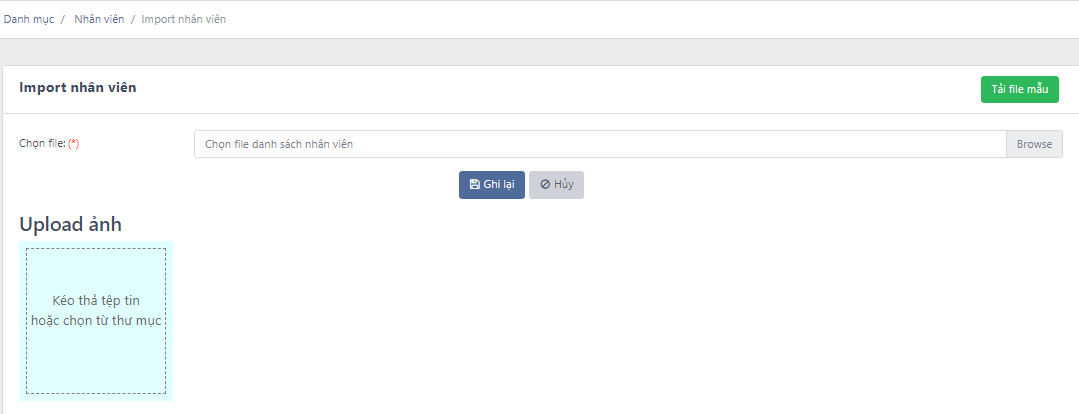 Danh mục / Nhân viên / Import nhân viên
Import nhân viên
Tải file mẫu
Chọn file: (*)
Chọn file danh sách nhân viên
Browse
Ghi lại
Hủy
Upload ảnh
Kéo thả tệp tin
hoặc chọn từ thư mục